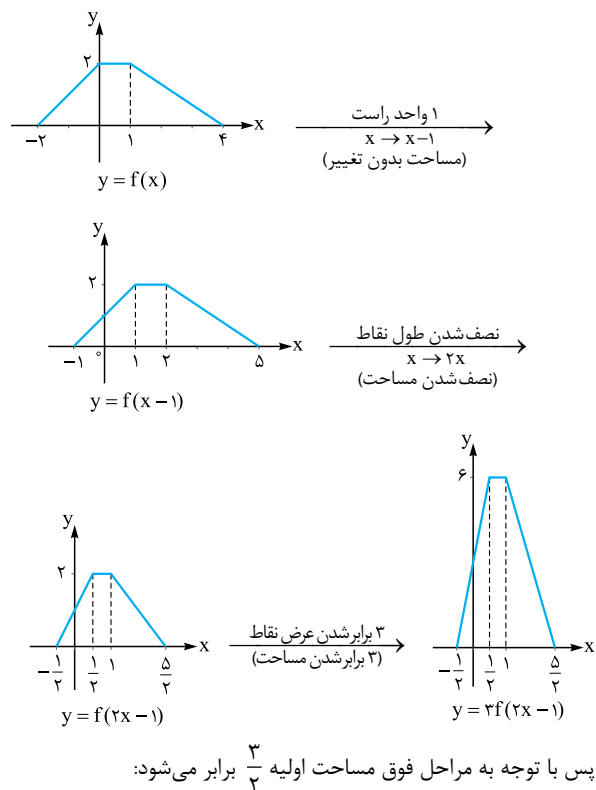 y
۲
x
−۲
۱
۴
y = f(x)
۱ واحد راست
x → x−۱
(مساحت بدون تغییر)
y
۲
x
−۱
°
۱
۲
۵
y = f(x − ۱)
نصف‌شدن طول نقاط
x → ۲x
(نصف‌شدن مساحت)
y
۲
x
−۱/۲
۱/۲
۱
۵/۲
y = f(۲x − ۱)
۳ برابرشدن عرض نقاط
(۳ برابرشدن مساحت)
y
۶
x
−۱/۲
۱/۲
۱
۵/۲
y = ۳f(۲x − ۱)
پس با توجه به مراحل فوق مساحت اولیه ۳/۲ برابر می‌شود: